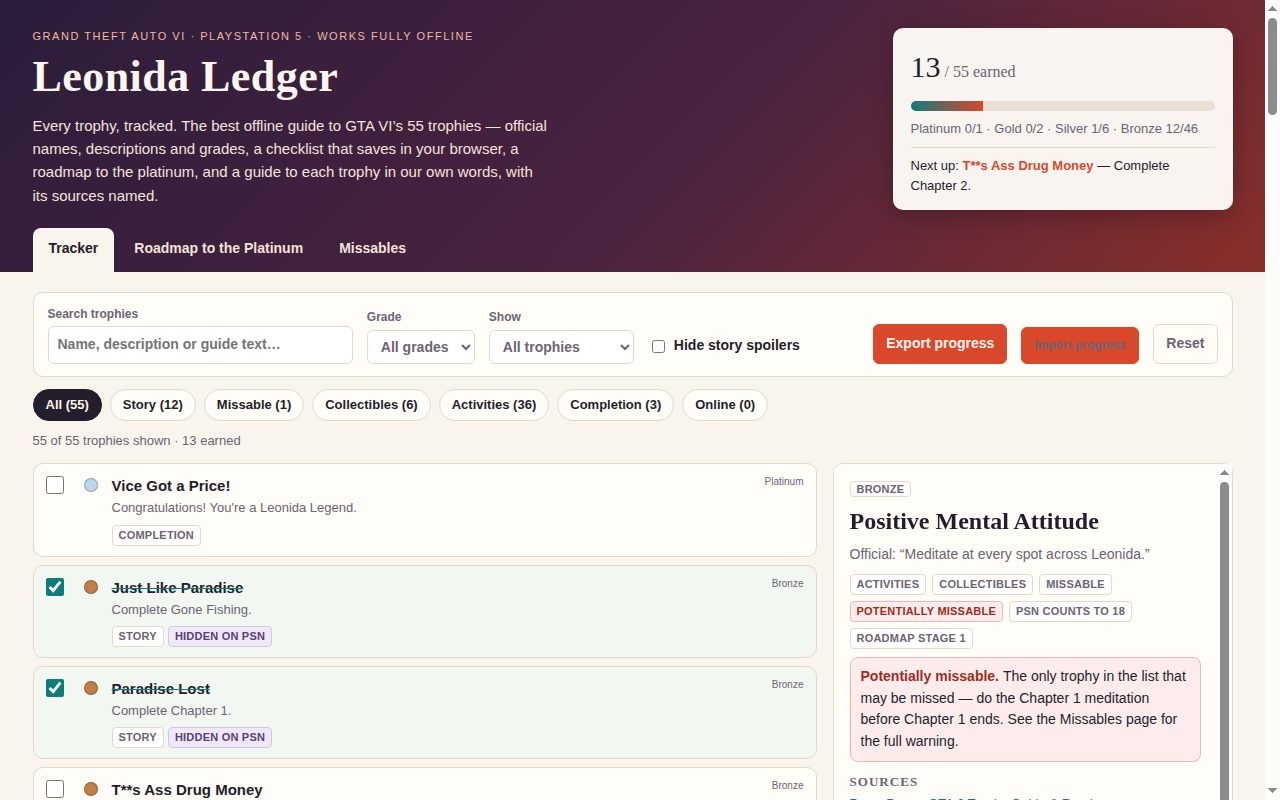 GRAND THEFT AUTO VI · PLAYSTATION 5 · WORKS FULLY OFFLINE
Leonida Ledger
Every trophy, tracked. The best offline guide to GTA VI's 55 trophies — official
names, descriptions and grades, a checklist that saves in your browser, a
roadmap to the platinum, and a guide to each trophy in our own words, with
its sources named.
13 / 55 earned
Platinum 0/1 · Gold 0/2 · Silver 1/6 · Bronze 12/46
Next up: T**s Ass Drug Money — Complete
Chapter 2.
Tracker
Roadmap to the Platinum
Missables
Search trophies
Name, description or guide text…
Grade
All grades
Show
All trophies
Hide story spoilers
Export progress
Import progress
Reset
All (55)
Story (12)
Missable (1)
Collectibles (6)
Activities (36)
Completion (3)
Online (0)
55 of 55 trophies shown · 13 earned
Vice Got a Price!
Platinum
Congratulations! You're a Leonida Legend.
COMPLETION
Just Like Paradise
Bronze
Complete Gone Fishing.
STORY
HIDDEN ON PSN
Paradise Lost
Bronze
Complete Chapter 1.
STORY
HIDDEN ON PSN
T**s Ass Drug Money
Bronze
BRONZE
Positive Mental Attitude
Official: “Meditate at every spot across Leonida.”
ACTIVITIES
COLLECTIBLES
MISSABLE
POTENTIALLY MISSABLE
PSN COUNTS TO 18
ROADMAP STAGE 1
Potentially missable. The only trophy in the list that
may be missed — do the Chapter 1 meditation
before Chapter 1 ends. See the Missables page for
the full warning.
SOURCES